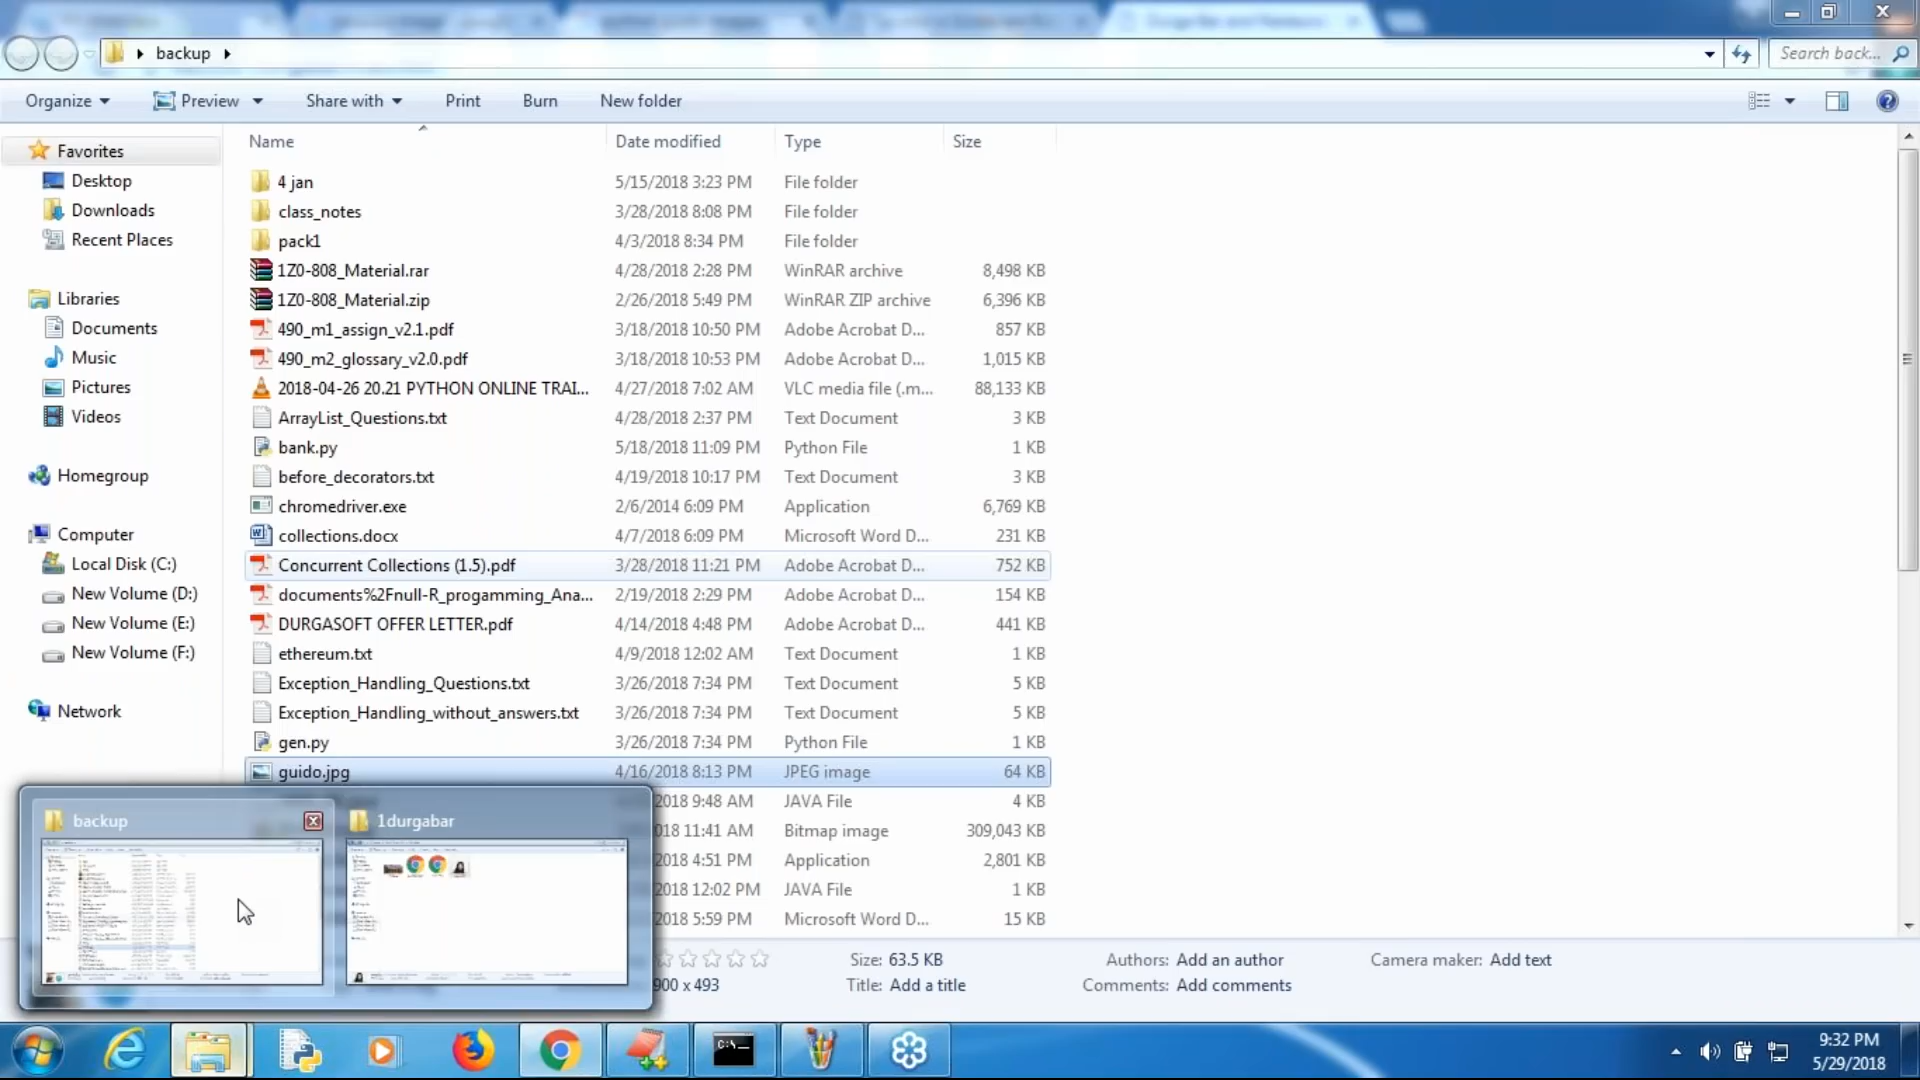 backup
Search back...
Organize
Preview
Share with
Print
Burn
New folder
Name
Date modified
Type
Size
Favorites
Desktop
Downloads
Recent Places
Libraries
Documents
Music
Pictures
Videos
Homegroup
Computer
Local Disk (C:)
New Volume (D:)
New Volume (E:)
New Volume (F:)
Network
4 jan 5/15/2018 3:23 PM File folder
class_notes 3/28/2018 8:08 PM File folder
pack1 4/3/2018 8:34 PM File folder
1Z0-808_Material.rar 4/28/2018 2:28 PM WinRAR archive 8,498 KB
1Z0-808_Material.zip 2/26/2018 5:49 PM WinRAR ZIP archive 6,396 KB
490_m1_assign_v2.1.pdf 3/18/2018 10:50 PM Adobe Acrobat D... 857 KB
490_m2_glossary_v2.0.pdf 3/18/2018 10:53 PM Adobe Acrobat D... 1,015 KB
2018-04-26 20.21 PYTHON ONLINE TRAI... 4/27/2018 7:02 AM VLC media file (.m... 88,133 KB
ArrayList_Questions.txt 4/28/2018 2:37 PM Text Document 3 KB
bank.py 5/18/2018 11:09 PM Python File 1 KB
before_decorators.txt 4/19/2018 10:17 PM Text Document 3 KB
chromedriver.exe 2/6/2014 6:09 PM Application 6,769 KB
collections.docx 4/7/2018 6:09 PM Microsoft Word D... 231 KB
Concurrent Collections (1.5).pdf 3/28/2018 11:21 PM Adobe Acrobat D... 752 KB
documents%2Fnull-R_progamming_Ana... 2/19/2018 2:29 PM Adobe Acrobat D... 154 KB
DURGASOFT OFFER LETTER.pdf 4/14/2018 4:48 PM Adobe Acrobat D... 441 KB
ethereum.txt 4/9/2018 12:02 AM Text Document 1 KB
Exception_Handling_Questions.txt 3/26/2018 7:34 PM Text Document 5 KB
Exception_Handling_without_answers.txt 3/26/2018 7:34 PM Text Document 5 KB
gen.py 3/26/2018 7:34 PM Python File 1 KB
guido.jpg 4/16/2018 8:13 PM JPEG image 64 KB
018 9:48 AM JAVA File 4 KB
018 11:41 AM Bitmap image 309,043 KB
018 4:51 PM Application 2,801 KB
2018 12:02 PM JAVA File 1 KB
018 5:59 PM Microsoft Word D... 15 KB
backup
1durgabar
Size: 63.5 KB
Authors: Add an author
Camera maker: Add text
900 x 493
Title: Add a title
Comments: Add comments
C:\
9:32 PM
5/29/2018